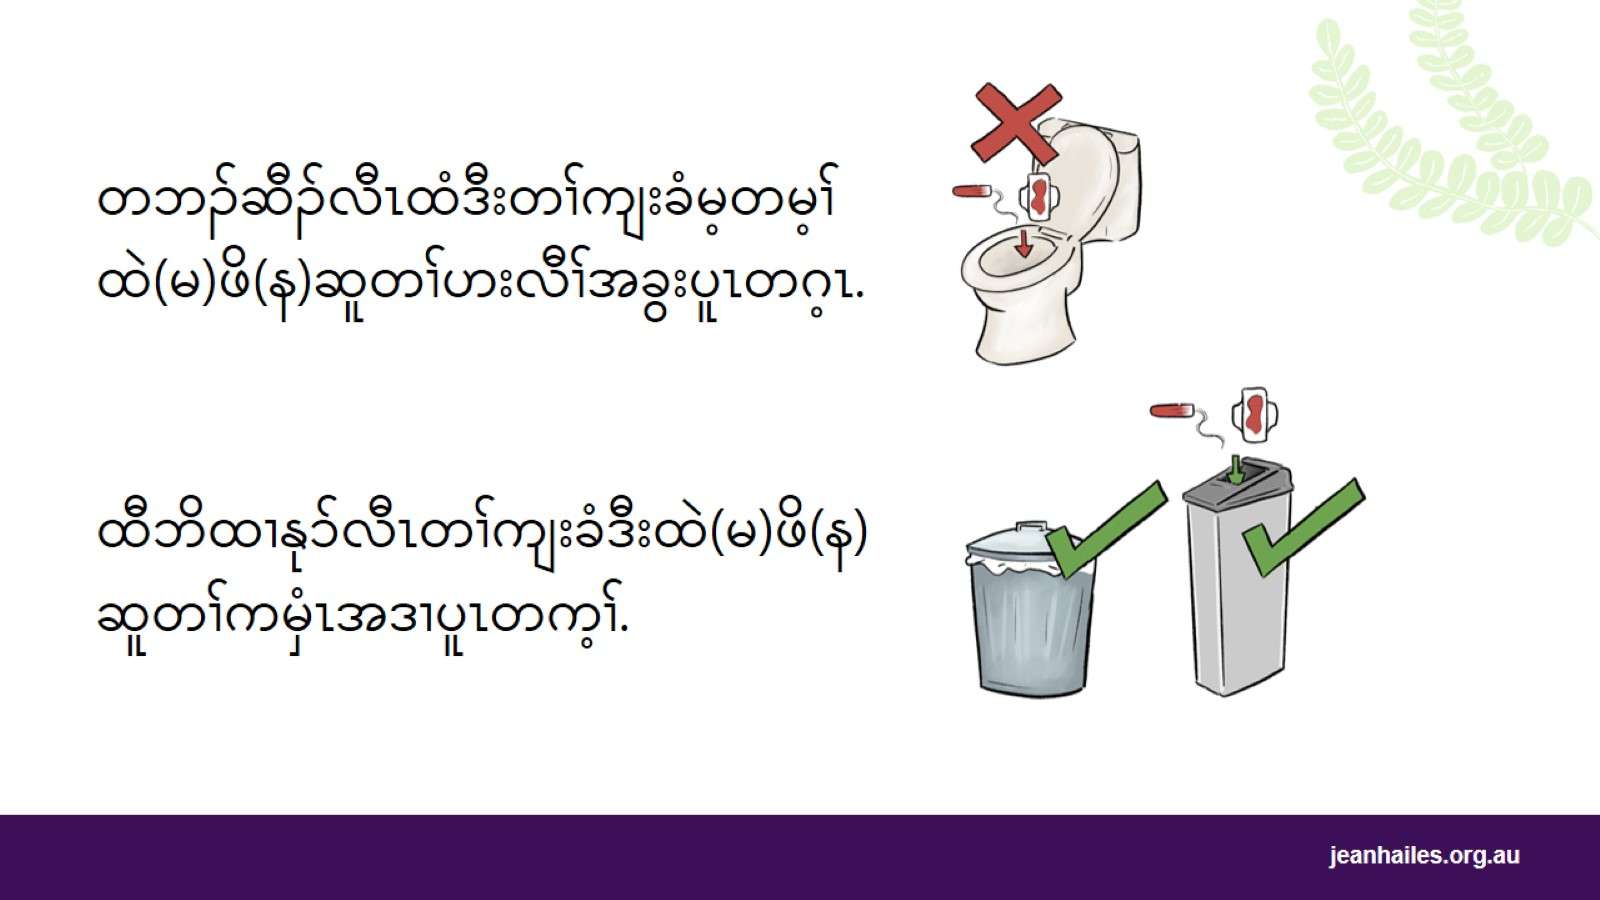 တဘၣ်ဆီၣ်လီၤထံဒီးတၢ်ကျးခံမ့တမ့ၢ်
ထဲ(မ)ဖိ(န)ဆူတၢ်ဟးလီၢ်အခွးပူၤတဂ့ၤ.
ထီဘိထၢနုာ်လီၤတၢ်ကျးခံဒီးထဲ(မ)ဖိ(န)
ဆူတၢ်ကမှံၤအဒၢပူၤတက့ၢ်.
jeanhailes.org.au